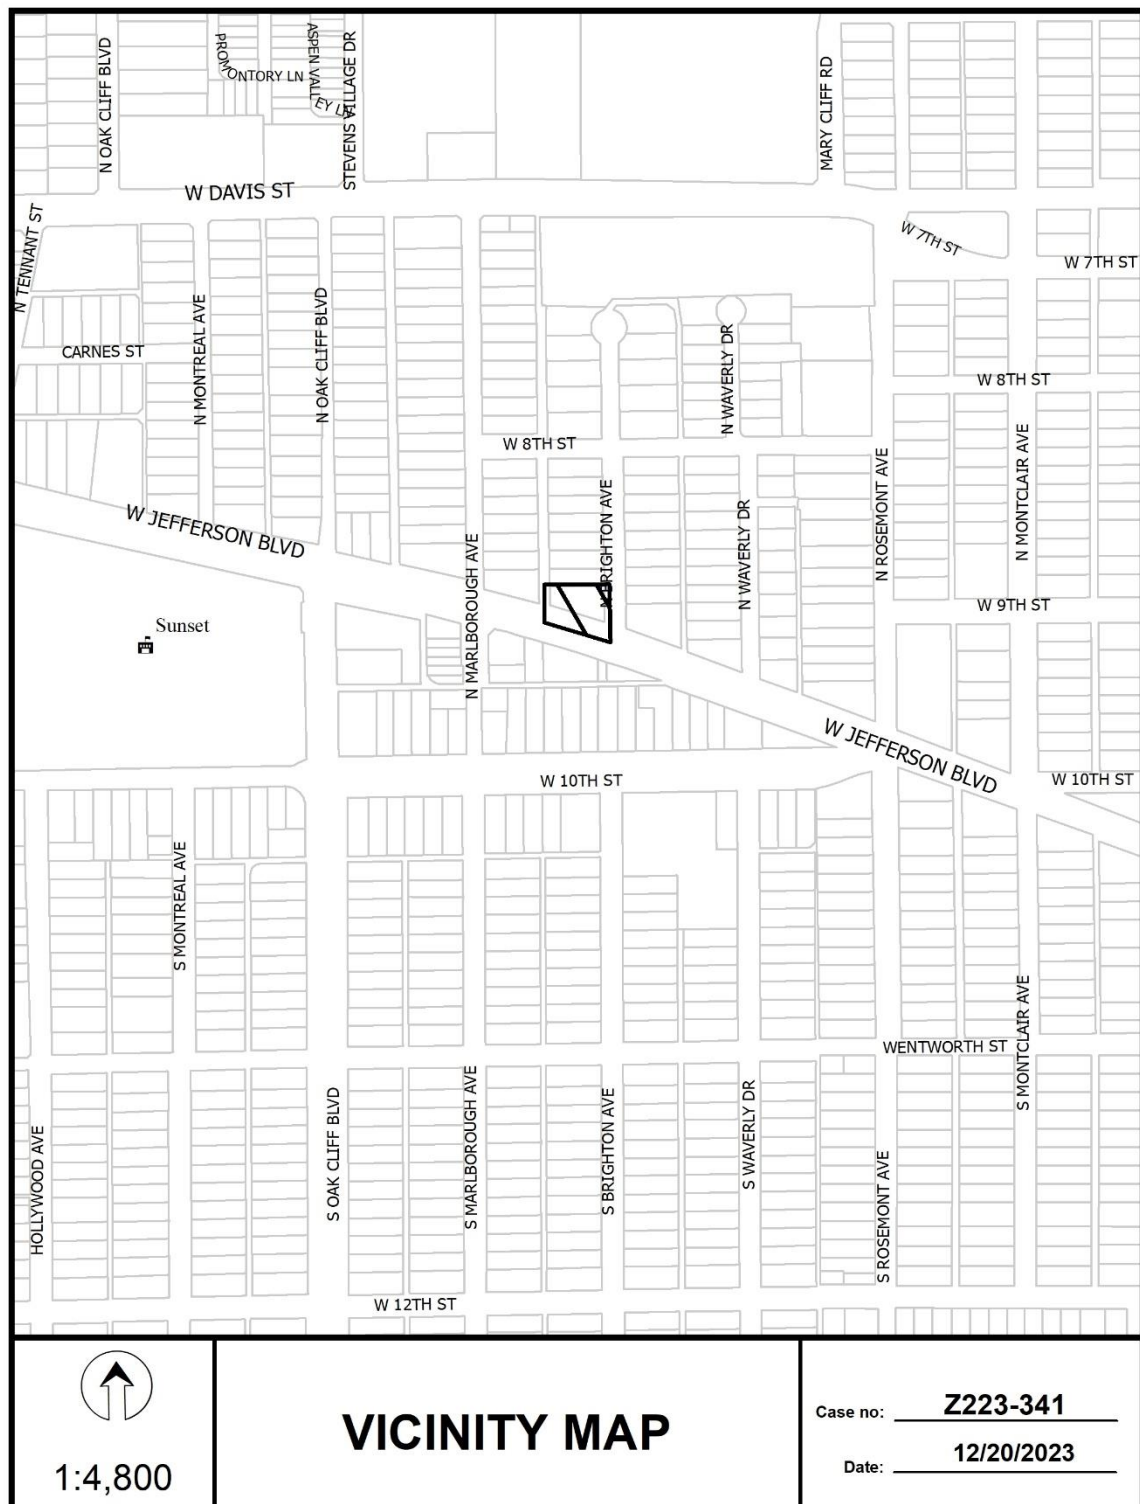 PROMONTORY LN
ASPEN VALLEY LN
N OAK CLIFF BLVD
STEVENS VILLAGE DR
MARY CLIFF RD
W DAVIS ST
N TENNANT ST
W 7TH ST
W 7TH ST
CARNES ST
N MONTREAL AVE
N OAK CLIFF BLVD
N WAVERLY DR
W 8TH ST
W 8TH ST
N ROSEMONT AVE
N MONTCLAIR AVE
W JEFFERSON BLVD
N MARLBOROUGH AVE
N BRIGHTON AVE
N WAVERLY DR
W 9TH ST
Sunset
W JEFFERSON BLVD
W 10TH ST
W 10TH ST
S MONTREAL AVE
S MONTCLAIR AVE
WENTWORTH ST
HOLLYWOOD AVE
S OAK CLIFF BLVD
S MARLBOROUGH AVE
S BRIGHTON AVE
S WAVERLY DR
S ROSEMONT AVE
W 12TH ST
1:4,800
VICINITY MAP
Case no: Z223-341
Date: 12/20/2023